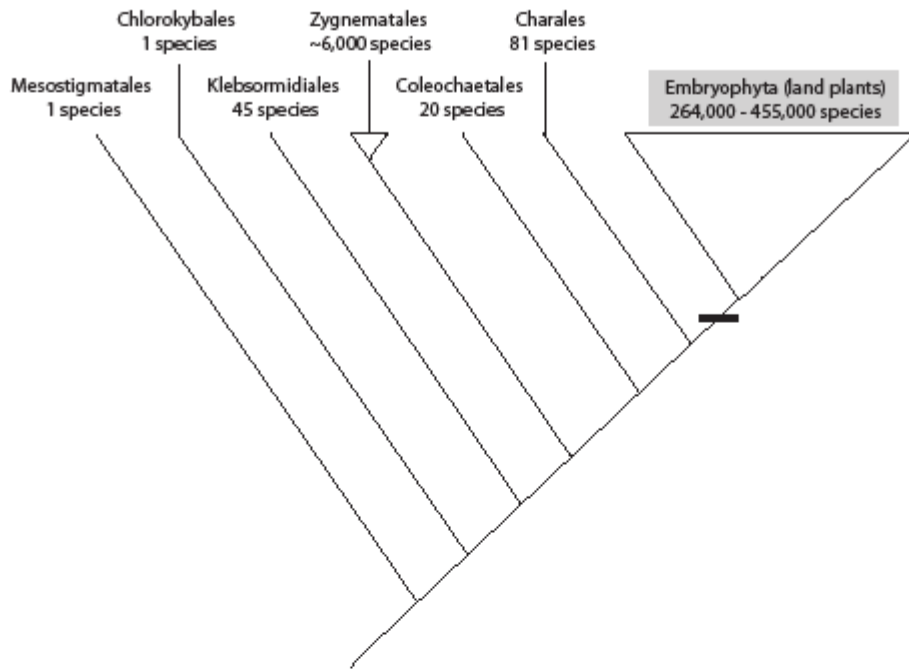 Chlorokybales
1 species
Zygnematales
~6,000 species
Charales
81 species
Mesostigmatales
1 species
Klebsormidiales
45 species
Coleochaetales
20 species
Embryophyta (land plants)
264,000 - 455,000 species